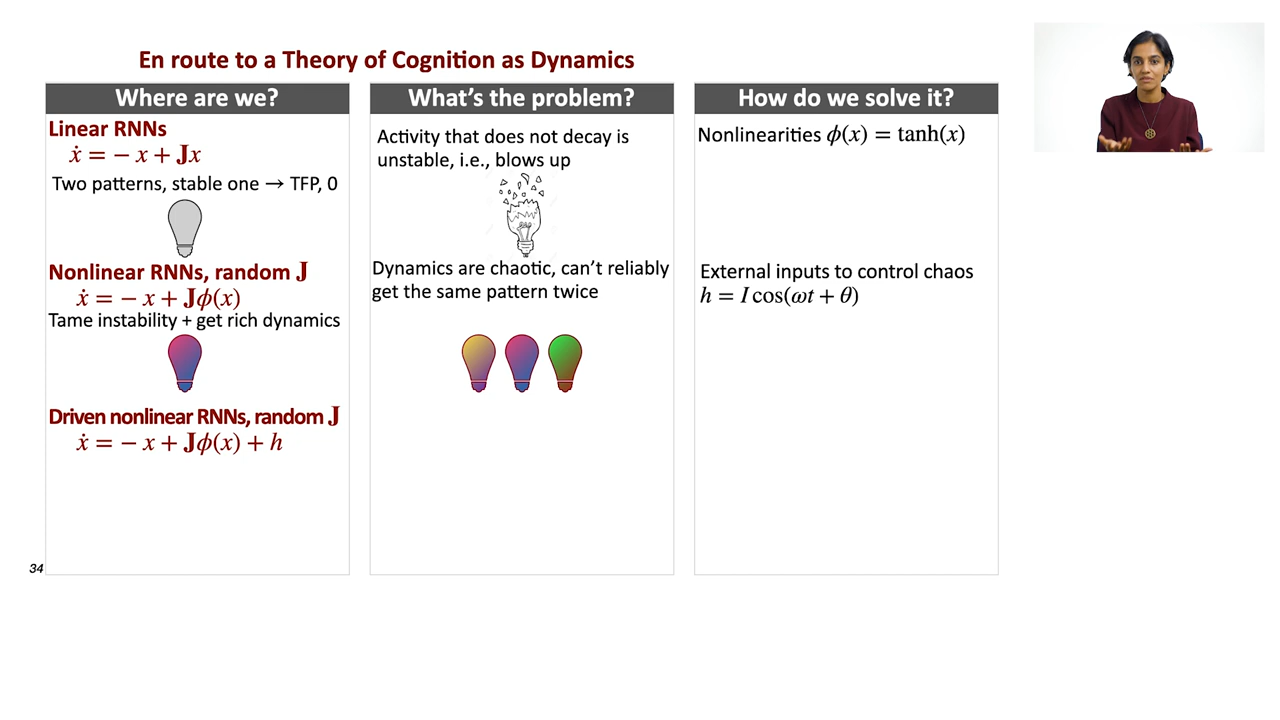 En route to a Theory of Cognition as Dynamics
Where are we?
Linear RNNs
ẋ = − x + Jx
Two patterns, stable one → TFP, 0
Nonlinear RNNs, random J
ẋ = − x + Jϕ(x)
Tame instability + get rich dynamics
Driven nonlinear RNNs, random J
ẋ = − x + Jϕ(x) + h
What's the problem?
Activity that does not decay is
unstable, i.e., blows up
Dynamics are chaotic, can't reliably
get the same pattern twice
How do we solve it?
Nonlinearities ϕ(x) = tanh(x)
External inputs to control chaos
h = I cos(ωt + θ)
34